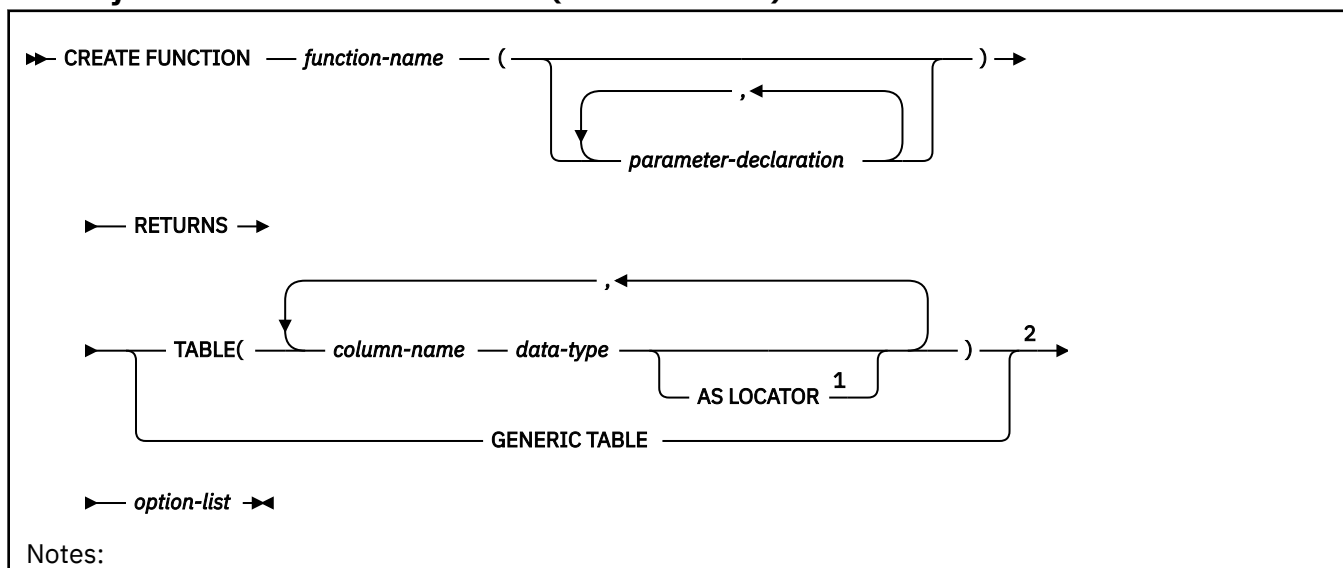 CREATE FUNCTION function-name ( )
,
parameter-declaration
RETURNS
,
TABLE( column-name data-type ) 2
AS LOCATOR 1
GENERIC TABLE
option-list
Notes: